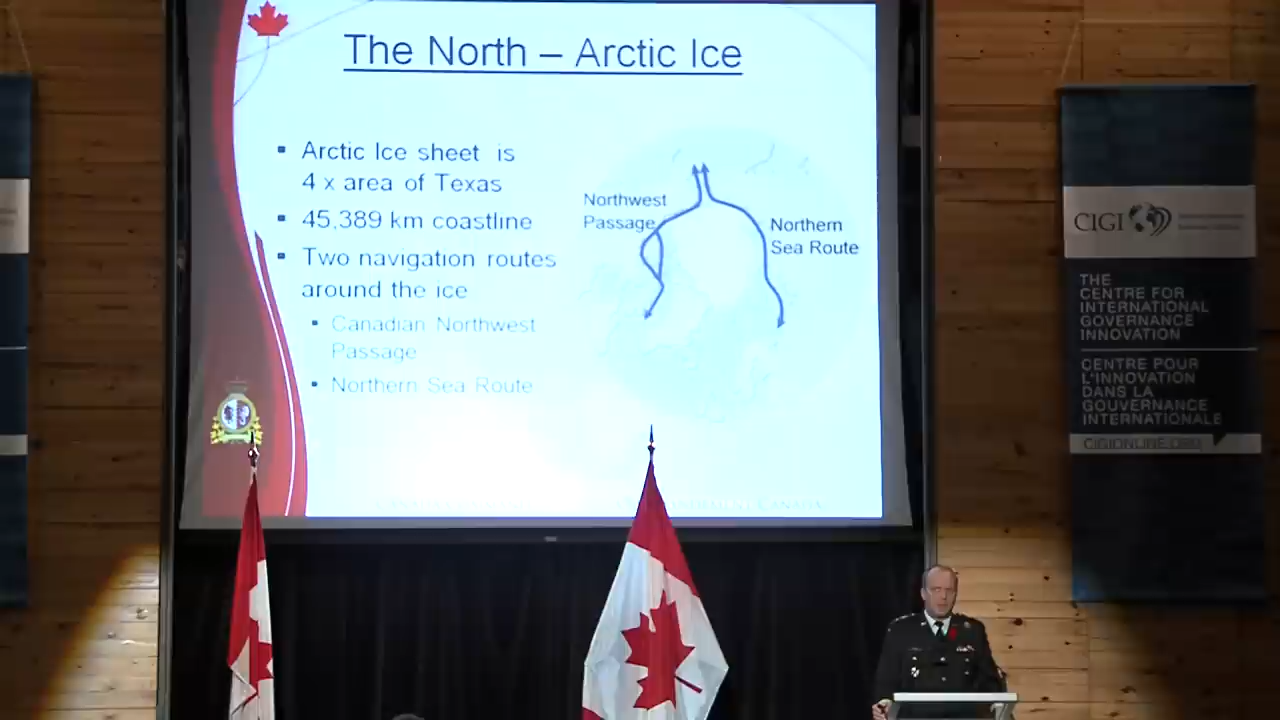 The North – Arctic Ice
Arctic Ice sheet is
4 x area of Texas
45,389 km coastline
Two navigation routes
around the ice
Canadian Northwest
Passage
Northern Sea Route
Northwest
Passage
Northern
Sea Route
CIGI
THE
CENTRE FOR
INTERNATIONAL
GOVERNANCE
INNOVATION
CENTRE POUR
L'INNOVATION
DANS LA
GOUVERNANCE
INTERNATIONALE
CIGIONLINE.ORG